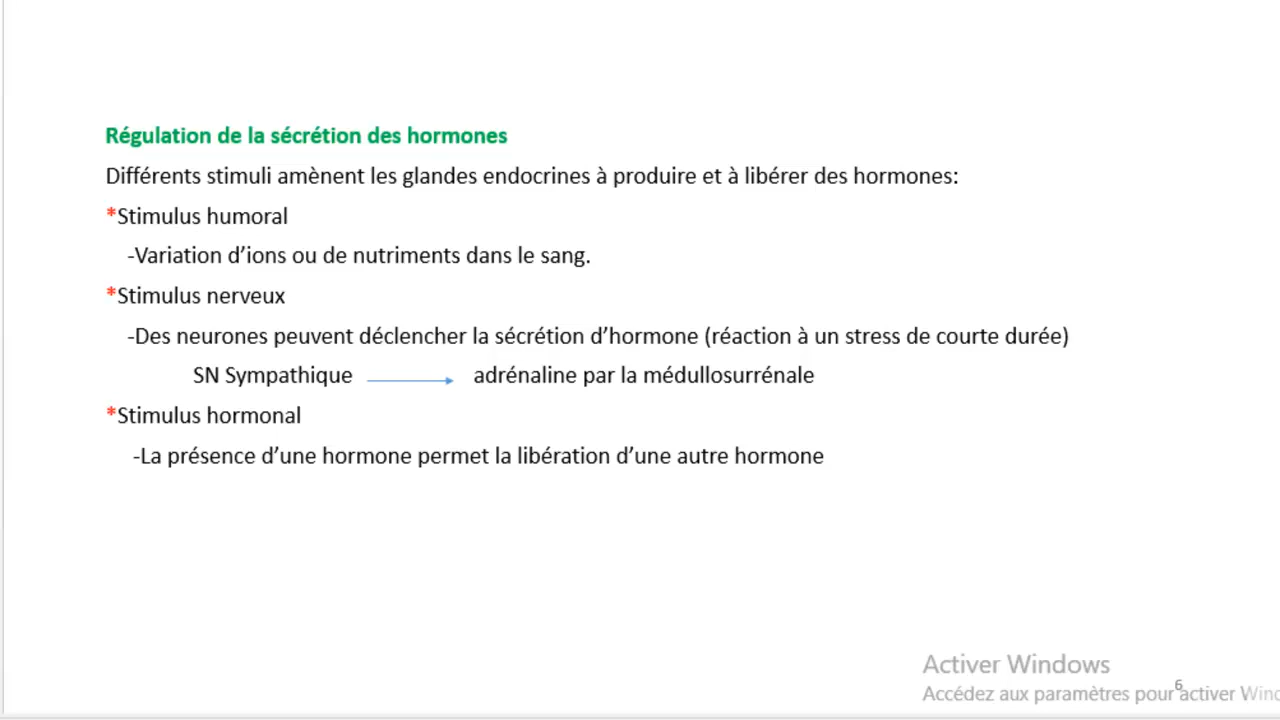 Régulation de la sécrétion des hormones
Différents stimuli amènent les glandes endocrines à produire et à libérer des hormones:
*Stimulus humoral
-Variation d’ions ou de nutriments dans le sang.
*Stimulus nerveux
-Des neurones peuvent déclencher la sécrétion d’hormone (réaction à un stress de courte durée)
SN Sympathique adrénaline par la médullosurrénale
*Stimulus hormonal
-La présence d’une hormone permet la libération d’une autre hormone
Activer Windows
6
Accédez aux paramètres pour activer